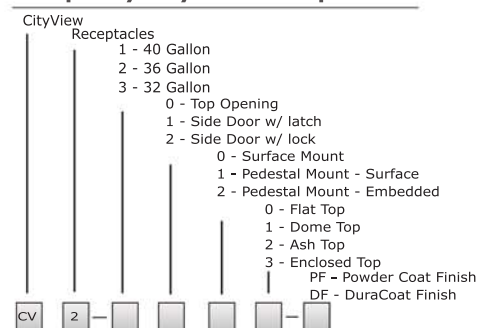 CityView
Receptacles
1 - 40 Gallon
2 - 36 Gallon
3 - 32 Gallon
0 - Top Opening
1 - Side Door w/ latch
2 - Side Door w/ lock
0 - Surface Mount
1 - Pedestal Mount - Surface
2 - Pedestal Mount - Embedded
0 - Flat Top
1 - Dome Top
2 - Ash Top
3 - Enclosed Top
PF - Powder Coat Finish
DF - DuraCoat Finish
CV 2 - -